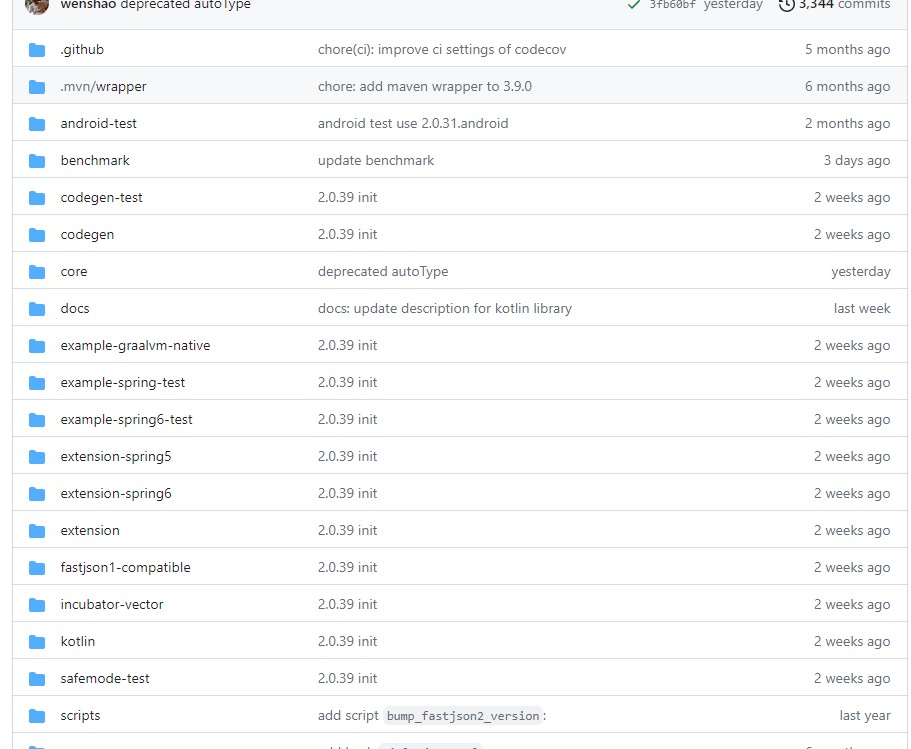 wenshao deprecated autoType 3fb60bf yesterday 3,344 commits
.github chore(ci): improve ci settings of codecov 5 months ago
.mvn/wrapper chore: add maven wrapper to 3.9.0 6 months ago
android-test android test use 2.0.31.android 2 months ago
benchmark update benchmark 3 days ago
codegen-test 2.0.39 init 2 weeks ago
codegen 2.0.39 init 2 weeks ago
core deprecated autoType yesterday
docs docs: update description for kotlin library last week
example-graalvm-native 2.0.39 init 2 weeks ago
example-spring-test 2.0.39 init 2 weeks ago
example-spring6-test 2.0.39 init 2 weeks ago
extension-spring5 2.0.39 init 2 weeks ago
extension-spring6 2.0.39 init 2 weeks ago
extension 2.0.39 init 2 weeks ago
fastjson1-compatible 2.0.39 init 2 weeks ago
incubator-vector 2.0.39 init 2 weeks ago
kotlin 2.0.39 init 2 weeks ago
safemode-test 2.0.39 init 2 weeks ago
scripts add script bump_fastjson2_version: last year